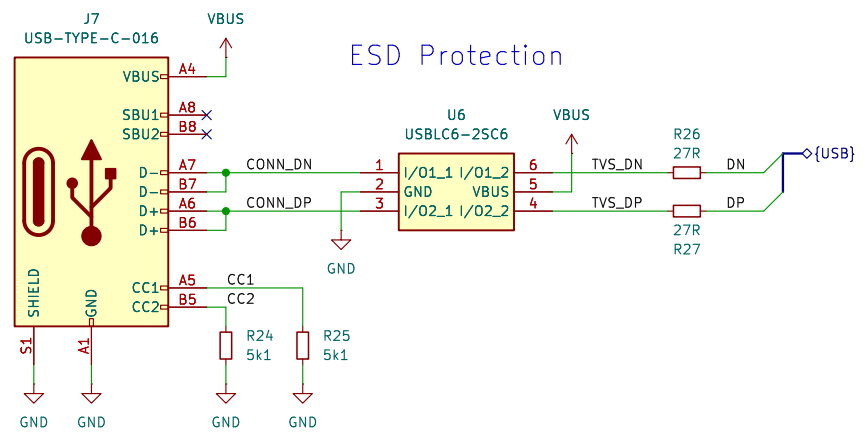 J7
USB-TYPE-C-016
VBUS
ESD Protection
VBUS A4
SBU1 A8
SBU2 B8
D- A7
D- B7
D+ A6
D+ B6
CC1 A5
CC2 B5
SHIELD
GND
S1
A1
CONN_DN
CONN_DP
CC1
CC2
R24
5k1
R25
5k1
GND
GND
GND
GND
U6
USBLC6-2SC6
1 I/O1_1 I/O1_2 6
2 GND VBUS 5
3 I/O2_1 I/O2_2 4
GND
VBUS
TVS_DN
TVS_DP
R26
27R
27R
R27
DN
DP
{USB}